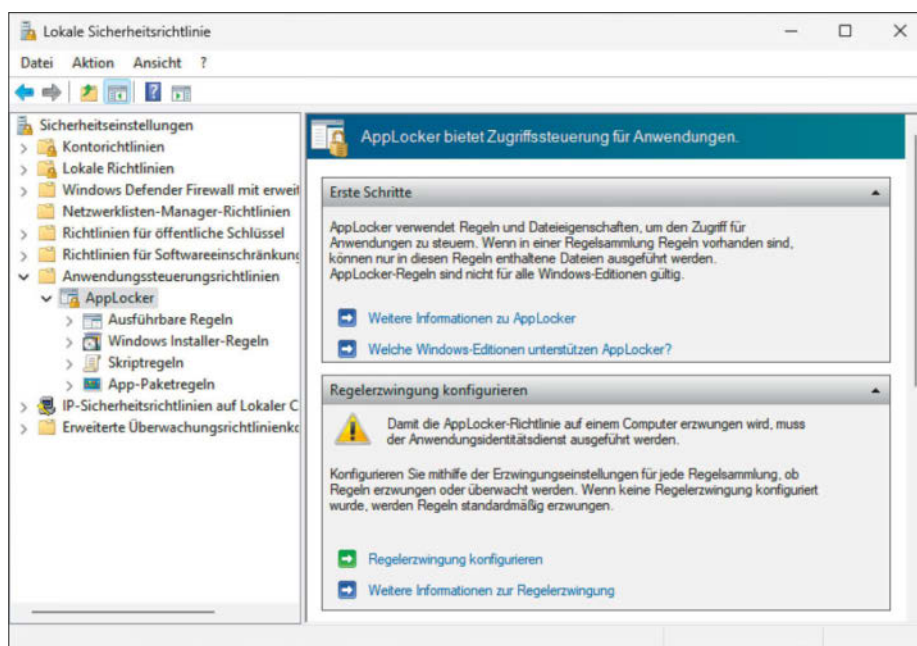 Lokale Sicherheitsrichtlinie
Datei Aktion Ansicht ?
Sicherheitseinstellungen
Kontorichtlinien
Lokale Richtlinien
Windows Defender Firewall mit erweit
Netzwerklisten-Manager-Richtlinien
Richtlinien für öffentliche Schlüssel
Richtlinien für Softwareeinschränkung
Anwendungssteuerungsrichtlinien
AppLocker
Ausführbare Regeln
Windows Installer-Regeln
Skriptregeln
App-Paketregeln
IP-Sicherheitsrichtlinien auf Lokaler C
Erweiterte Überwachungsrichtlinienko
AppLocker bietet Zugriffssteuerung für Anwendungen.
Erste Schritte
AppLocker verwendet Regeln und Dateieigenschaften, um den Zugriff für
Anwendungen zu steuern. Wenn in einer Regelsammlung Regeln vorhanden sind,
können nur in diesen Regeln enthaltene Dateien ausgeführt werden.
AppLocker-Regeln sind nicht für alle Windows-Editionen gültig.
Weitere Informationen zu AppLocker
Welche Windows-Editionen unterstützen AppLocker?
Regelerzwingung konfigurieren
Damit die AppLocker-Richtlinie auf einem Computer erzwungen wird, muss
der Anwendungsidentitätsdienst ausgeführt werden.
Konfigurieren Sie mithilfe der Erzwingungseinstellungen für jede Regelsammlung, ob
Regeln erzwungen oder überwacht werden. Wenn keine Regelerzwingung konfiguriert
wurde, werden Regeln standardmäßig erzwungen.
Regelerzwingung konfigurieren
Weitere Informationen zur Regelerzwingung